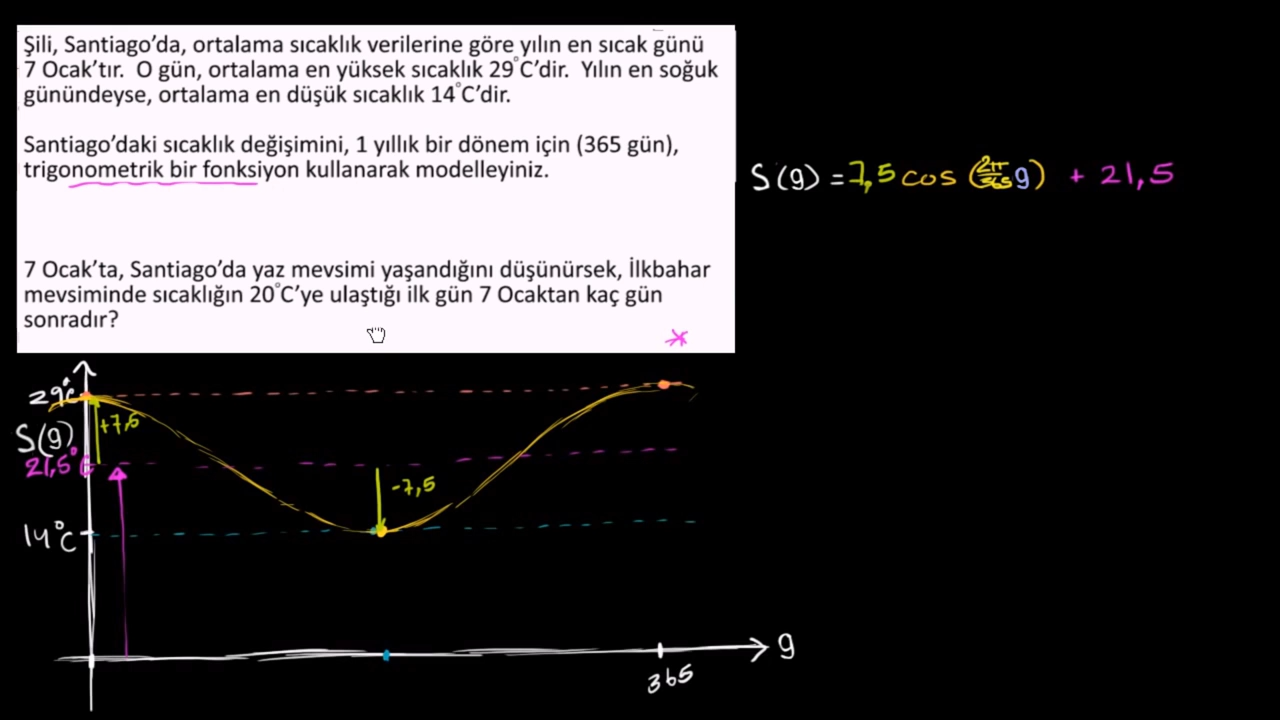 Şili, Santiago’da, ortalama sıcaklık verilerine göre yılın en sıcak günü
7 Ocak’tır. O gün, ortalama en yüksek sıcaklık 29°C’dir. Yılın en soğuk
günündeyse, ortalama en düşük sıcaklık 14°C’dir.
Santiago’daki sıcaklık değişimini, 1 yıllık bir dönem için (365 gün),
trigonometrik bir fonksiyon kullanarak modelleyiniz.
S(g) = 7,5 cos (2π/365 g) + 21,5
7 Ocak’ta, Santiago’da yaz mevsimi yaşandığını düşünürsek, İlkbahar
mevsiminde sıcaklığın 20°C’ye ulaştığı ilk gün 7 Ocaktan kaç gün
sonradır?
*
29°C
+7,5
S(g)
21,5°C
-7,5
14°C
g
365